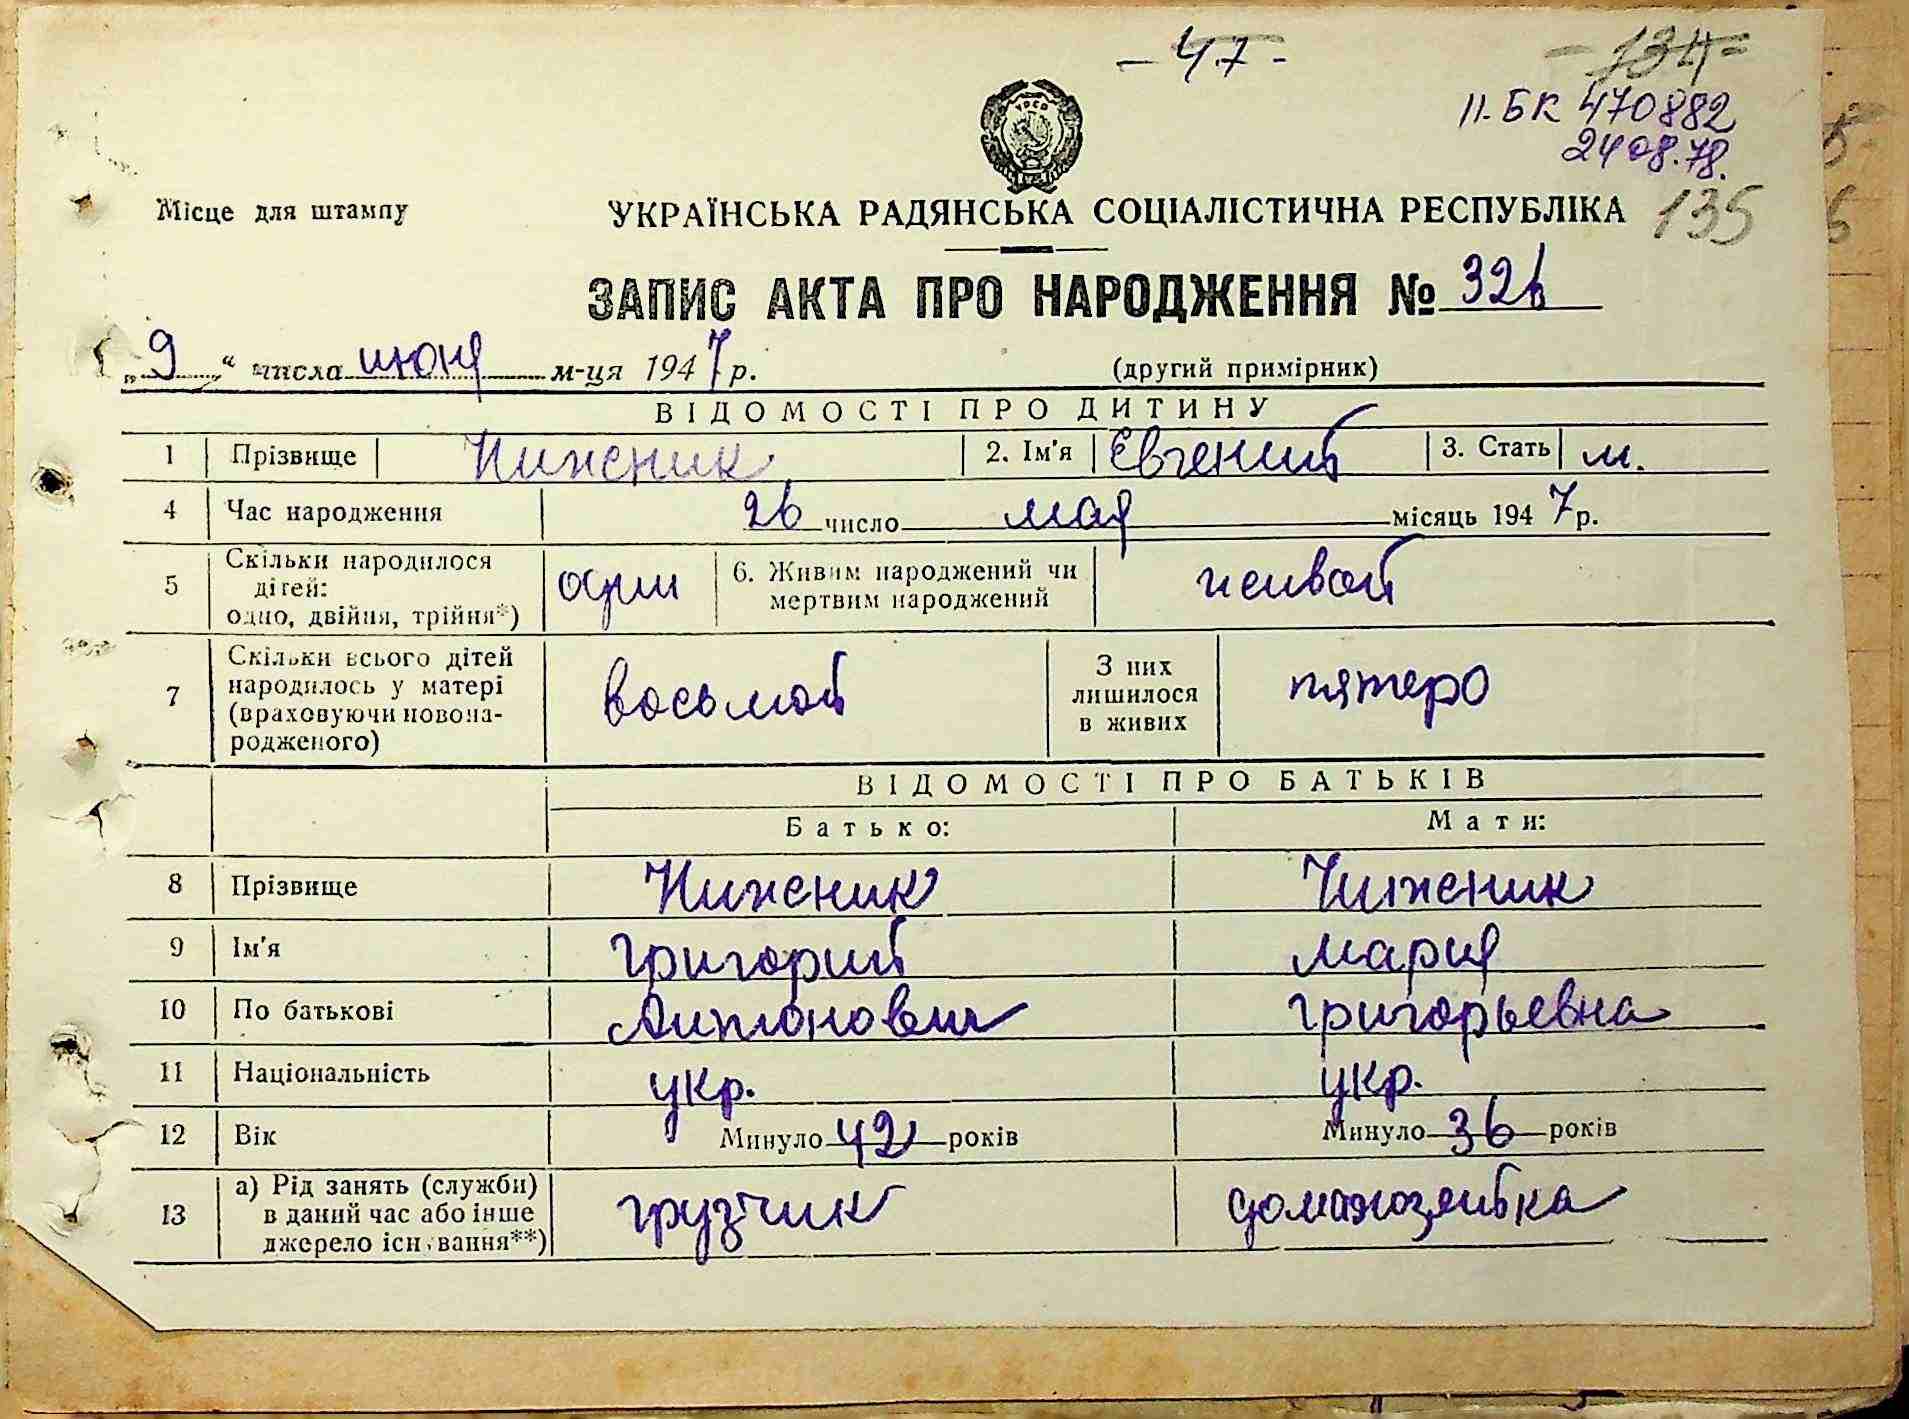 - 47 -
- 134 -
II-БК 470882
24 08.78.
135
УРСР
Місце для штампу
УКРАЇНСЬКА РАДЯНСЬКА СОЦІАЛІСТИЧНА РЕСПУБЛІКА
ЗАПИС АКТА ПРО НАРОДЖЕННЯ № 326
„9“ числа июня м-ця 1947 р. (другий примірник)
ВІДОМОСТІ ПРО ДИТИНУ
1 Прізвище Ниженик 2. Ім'я Евгений 3. Стать м.
4 Час народження 26 число мая місяць 1947 р.
5 Скільки народилося дітей: одно, двійня, трійня*) один 6. Живим народжений чи мертвим народжений живой
7 Скільки всього дітей народилось у матері (враховуючи новонародженого) восьмой З них лишилося в живих пятеро
ВІДОМОСТІ ПРО БАТЬКІВ
Батько: Мати:
8 Прізвище Ниженик Ниженик
9 Ім'я Григорий Мария
10 По батькові Антонович Григорьевна
11 Національність укр. укр.
12 Вік Минуло 42 років Минуло 36 років
13 а) Рід занять (служби) в даний час або інше джерело існування**) грузчик домохозяйка